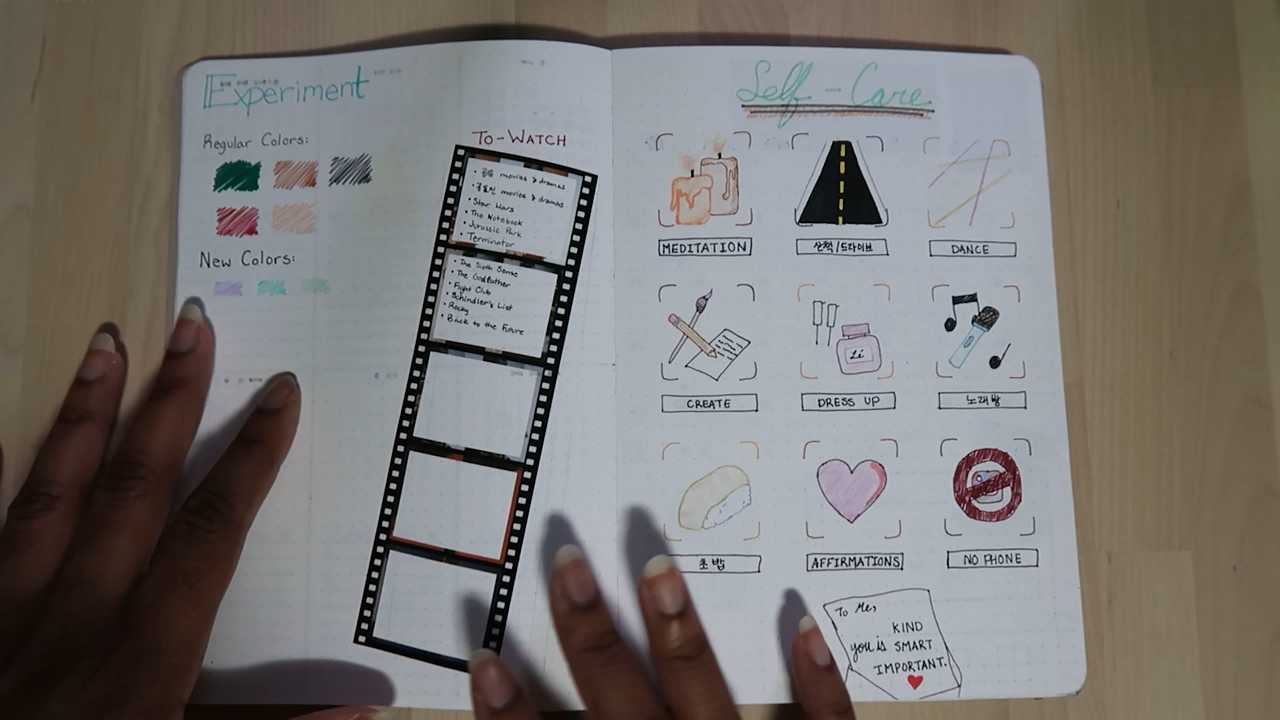 Experiment
Regular Colors:
New Colors:
TO-WATCH
• 공유 movies > dramas
movies > dramas
• Star Wars
• The Notebook
• Jurassic Park
• Terminator
• The Sixth Sense
• The Godfather
• Fight Club
• Schindler's List
• Rocky
• Back to the Future
Self-Care
MEDITATION
산책/드라이브
DANCE
CREATE
Li
DRESS UP
노래방
초밥
AFFIRMATIONS
NO PHONE
To Me,
KIND
you is SMART
IMPORTANT.